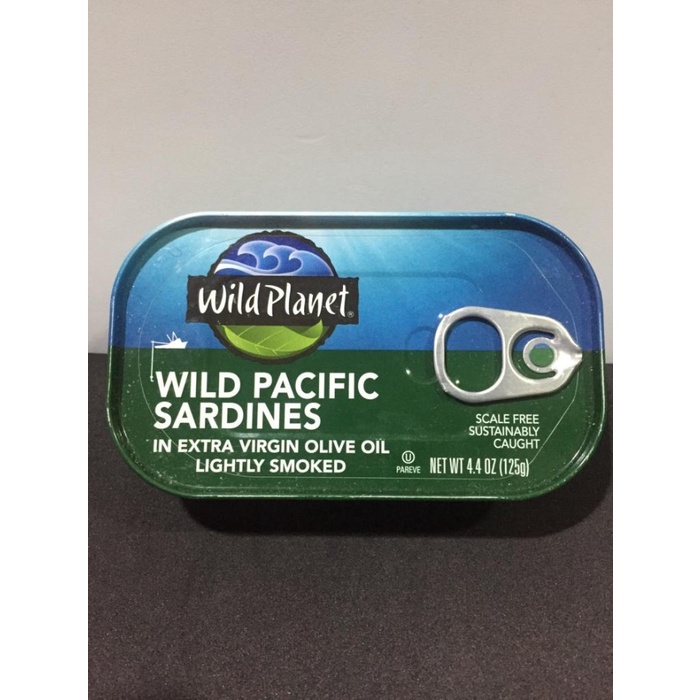 Wild Planet®
WILD PACIFIC
SARDINES
IN EXTRA VIRGIN OLIVE OIL
LIGHTLY SMOKED
SCALE FREE
SUSTAINABLY
CAUGHT
U
PAREVE
NET WT 4.4 OZ (125g)